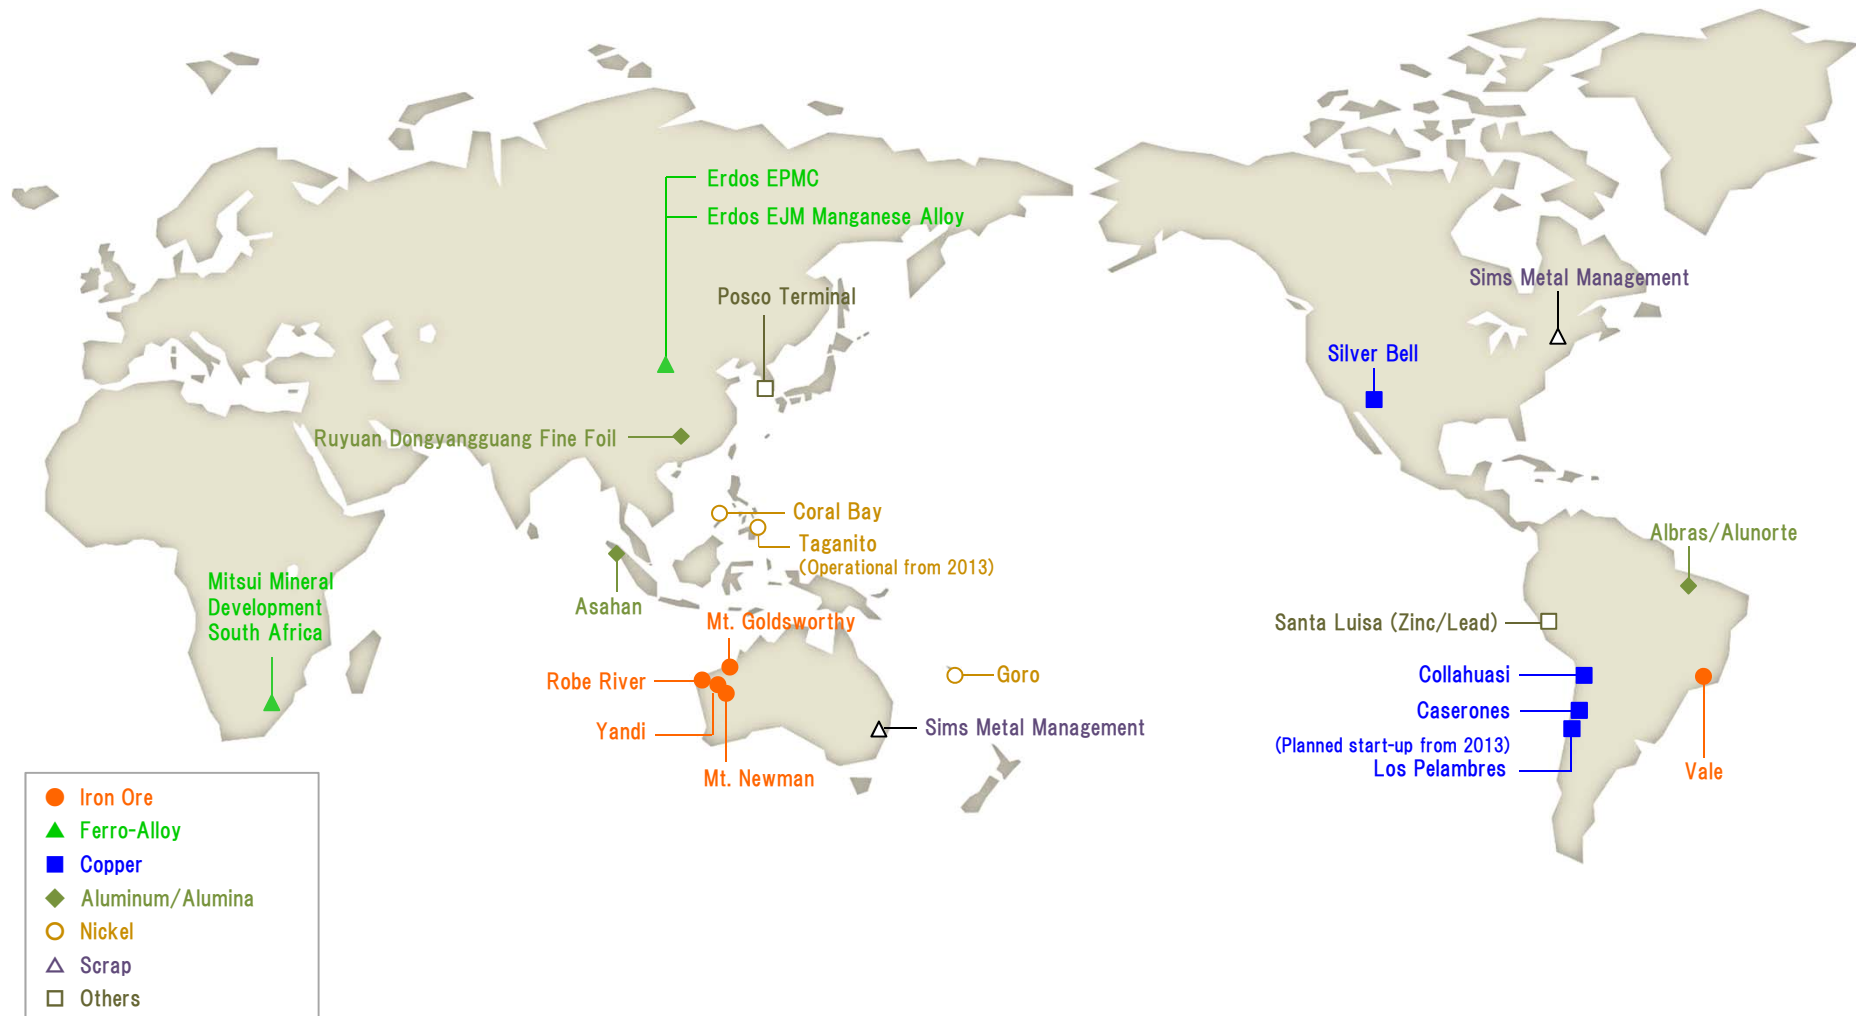 Erdos EPMC
Erdos EJM Manganese Alloy
Posco Terminal
Sims Metal Management
Silver Bell
Ruyuan Dongyangguang Fine Foil
Coral Bay
Taganito
(Operational from 2013)
Albras/Alunorte
Mitsui Mineral
Development
South Africa
Asahan
Mt. Goldsworthy
Santa Luisa (Zinc/Lead)
Robe River
Goro
Collahuasi
Yandi
Sims Metal Management
Caserones
(Planned start-up from 2013)
Los Pelambres
Mt. Newman
Vale
Iron Ore
Ferro-Alloy
Copper
Aluminum/Alumina
Nickel
Scrap
Others